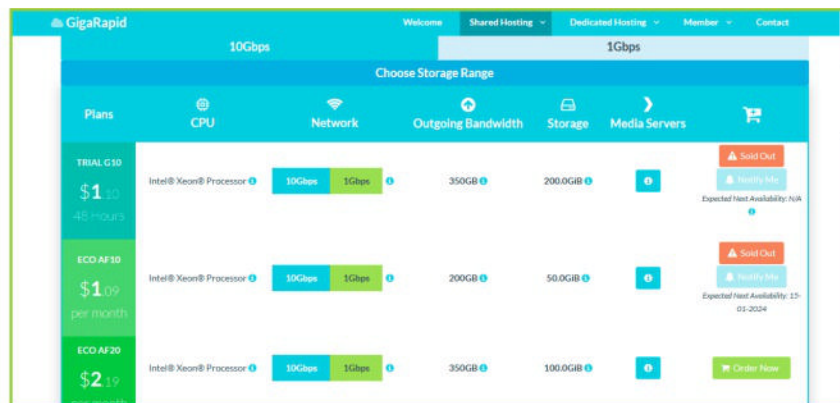 GigaRapid Welcome Shared Hosting Dedicated Hosting Member Contact
10Gbps 1Gbps
Choose Storage Range
Plans CPU Network Outgoing Bandwidth Storage Media Servers
TRIAL G10
$1.10
48 Hours
Intel® Xeon® Processor 10Gbps 1Gbps 350GB 200.0GiB
Sold Out
Notify Me
Expected Next Availability: N/A
ECO AF10
$1.09
per month
Intel® Xeon® Processor 10Gbps 1Gbps 200GB 50.0GiB
Sold Out
Notify Me
Expected Next Availability: 15-
01-2024
ECO AF20
$2.19
per month
Intel® Xeon® Processor 10Gbps 1Gbps 350GB 100.0GiB
Order Now